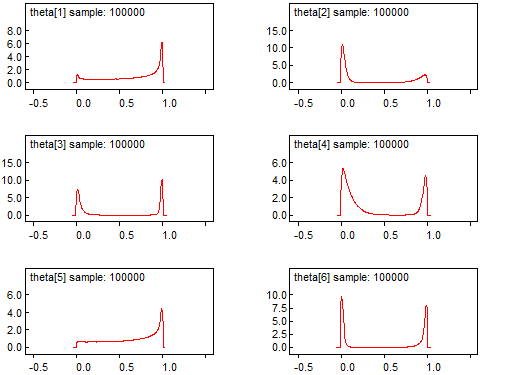 theta[1] sample: 100000
8.0
6.0
4.0
2.0
0.0
-0.5 0.0 0.5 1.0
theta[2] sample: 100000
15.0
10.0
5.0
0.0
-0.5 0.0 0.5 1.0
theta[3] sample: 100000
15.0
10.0
5.0
0.0
-0.5 0.0 0.5 1.0
theta[4] sample: 100000
6.0
4.0
2.0
0.0
-0.5 0.0 0.5 1.0
theta[5] sample: 100000
6.0
4.0
2.0
0.0
-0.5 0.0 0.5 1.0
theta[6] sample: 100000
10.0
7.5
5.0
2.5
0.0
-0.5 0.0 0.5 1.0